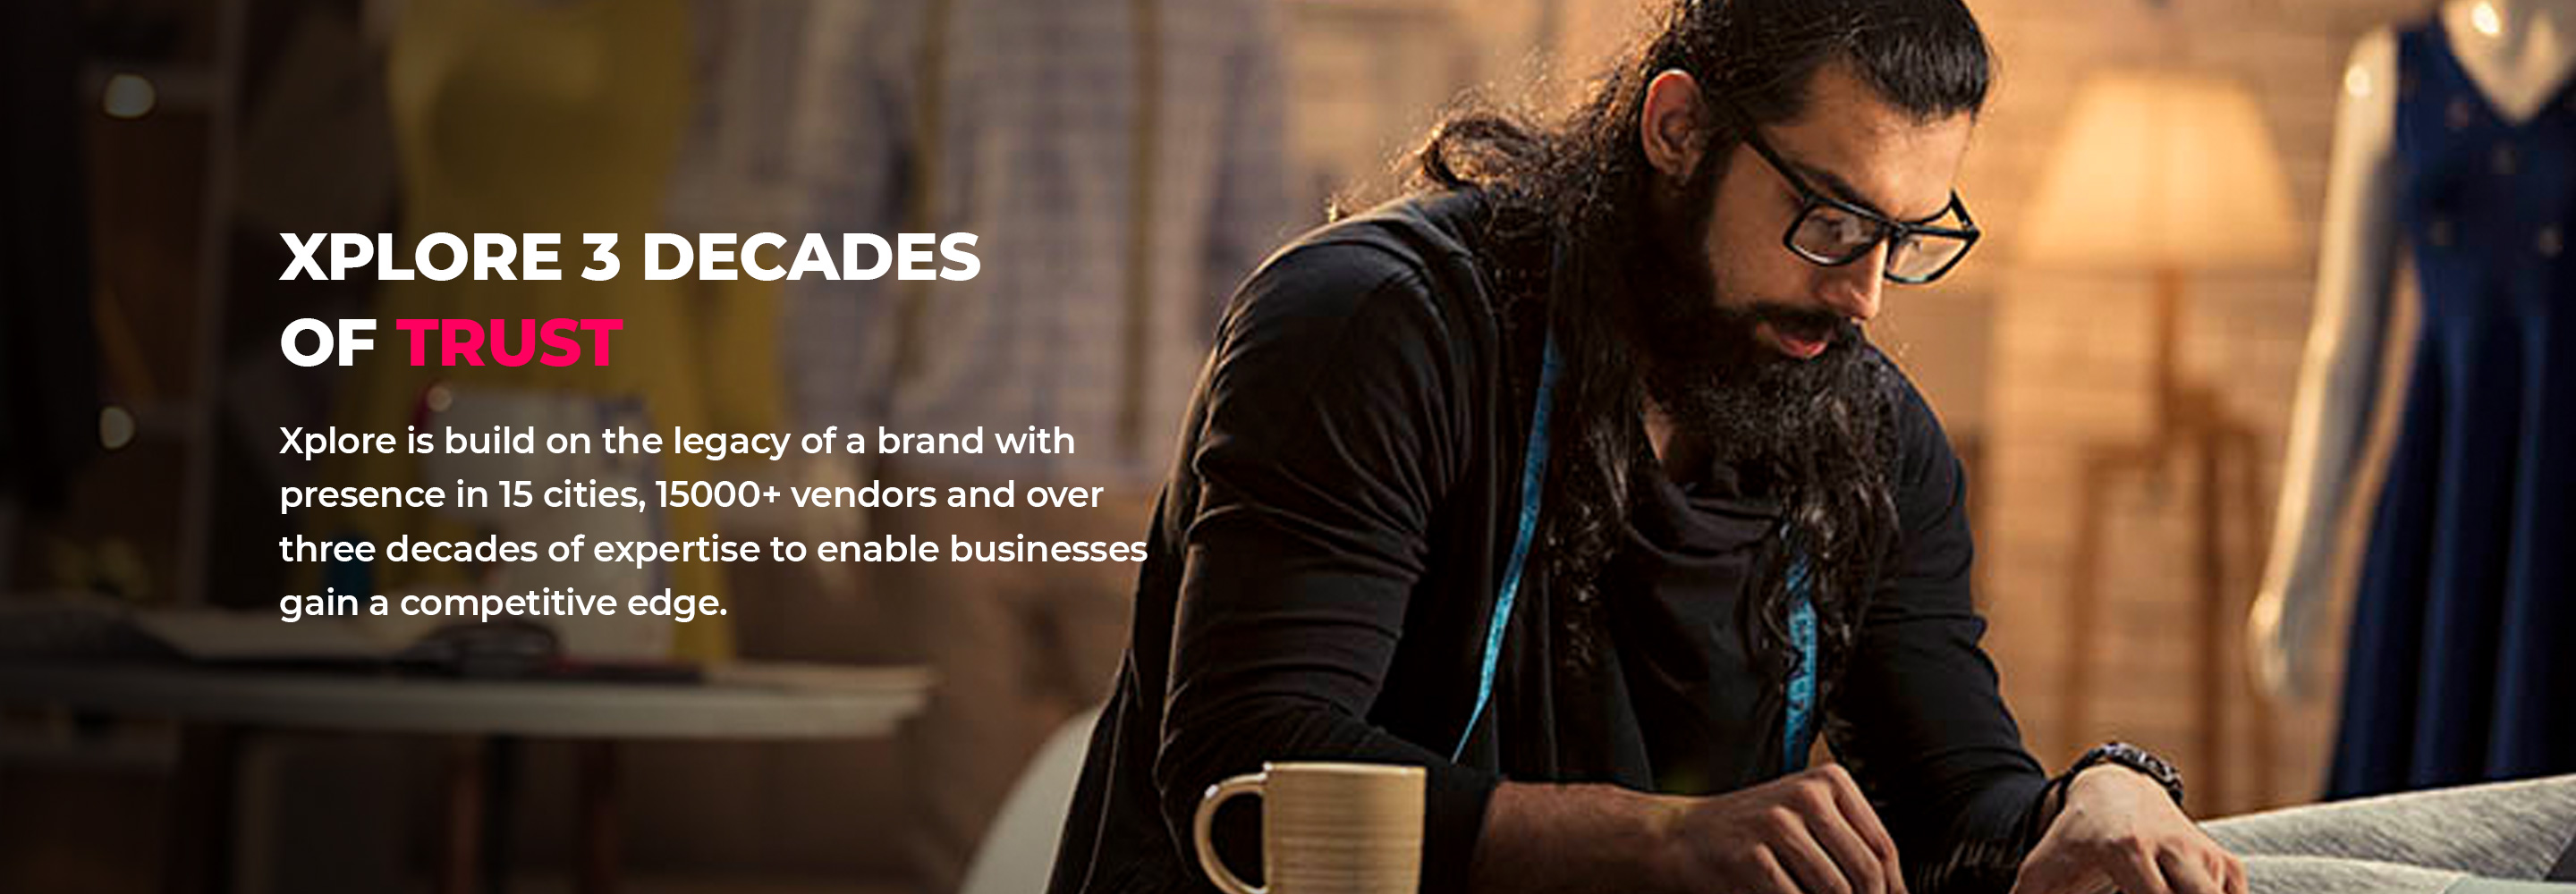 XPLORE 3 DECADES
OF TRUST
Xplore is build on the legacy of a brand with
presence in 15 cities, 15000+ vendors and over
three decades of expertise to enable businesses
gain a competitive edge.